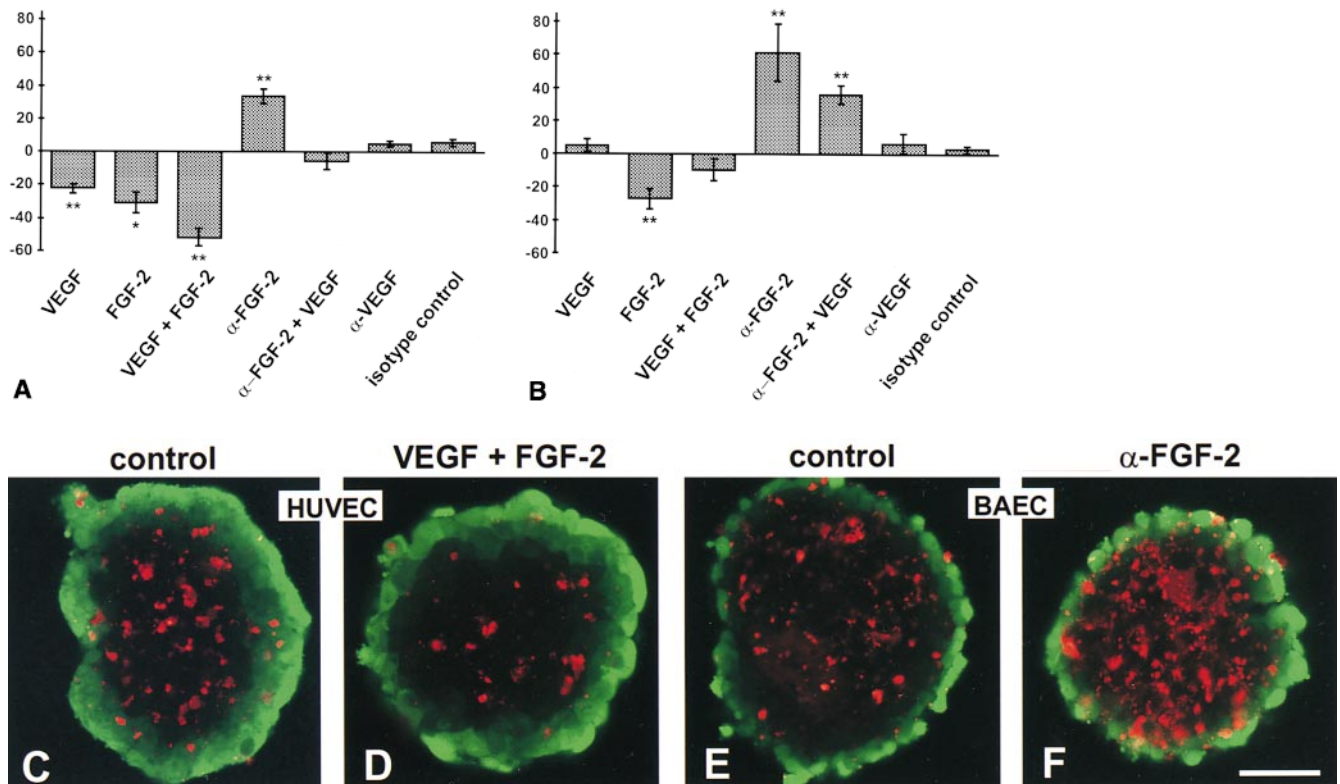 80
60
40
20
0
-20
-40
-60
**
*
**
**
VEGF
FGF-2
VEGF + FGF-2
α-FGF-2
α-FGF-2 + VEGF
α-VEGF
isotype control
A
80
60
40
20
0
-20
-40
-60
**
**
**
VEGF
FGF-2
VEGF + FGF-2
α-FGF-2
α-FGF-2 + VEGF
α-VEGF
isotype control
B
control
VEGF + FGF-2
control
α-FGF-2
HUVEC
BAEC
C
D
E
F